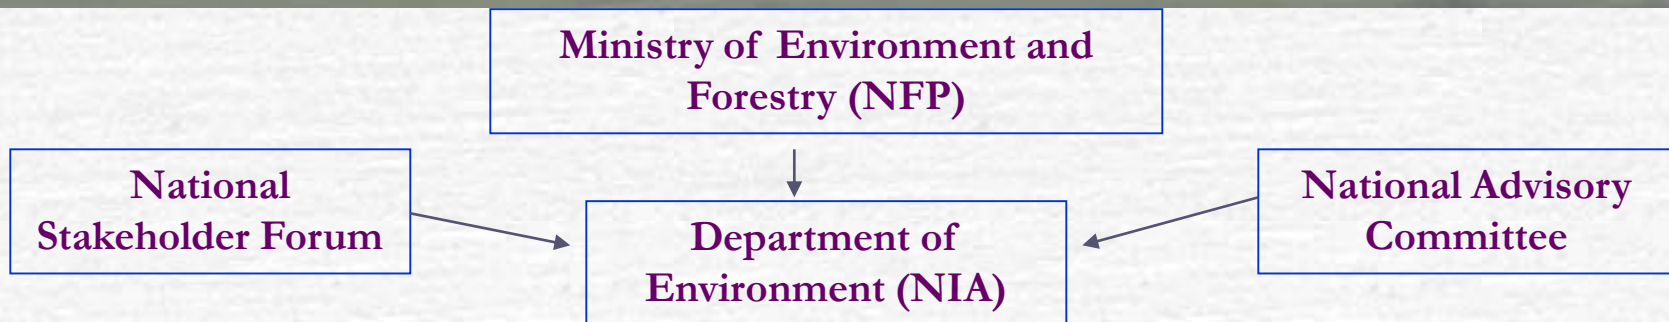 Ministry of Environment and
Forestry (NFP)
National
Stakeholder Forum
Department of
Environment (NIA)
National Advisory
Committee